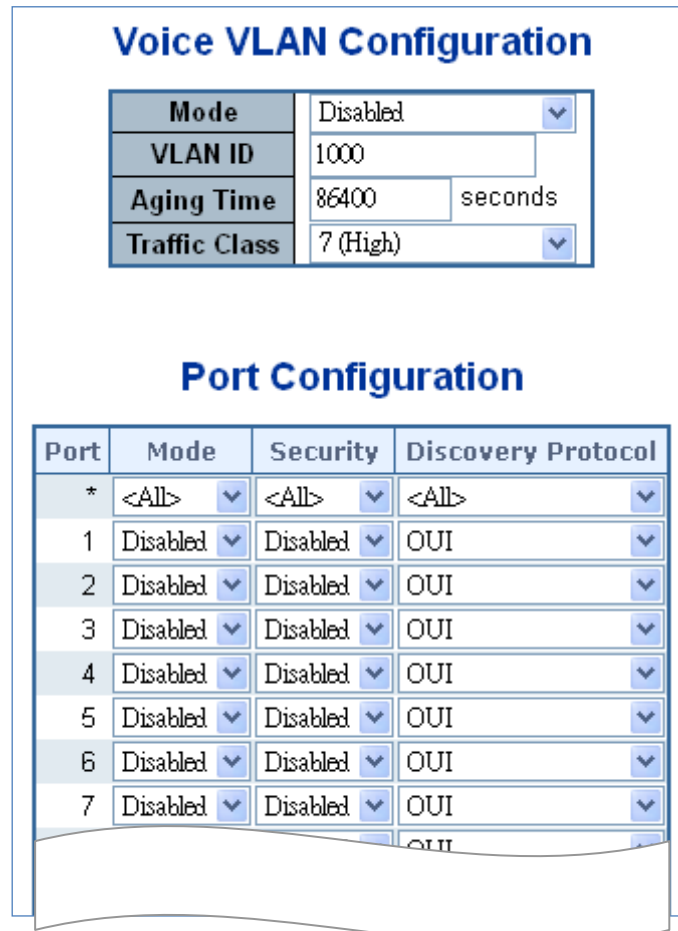 Voice VLAN Configuration
Mode Disabled
VLAN ID 1000
Aging Time 86400 seconds
Traffic Class 7 (High)
Port Configuration
Port Mode Security Discovery Protocol
* <All> <All> <All>
1 Disabled Disabled OUI
2 Disabled Disabled OUI
3 Disabled Disabled OUI
4 Disabled Disabled OUI
5 Disabled Disabled OUI
6 Disabled Disabled OUI
7 Disabled Disabled OUI
OUI